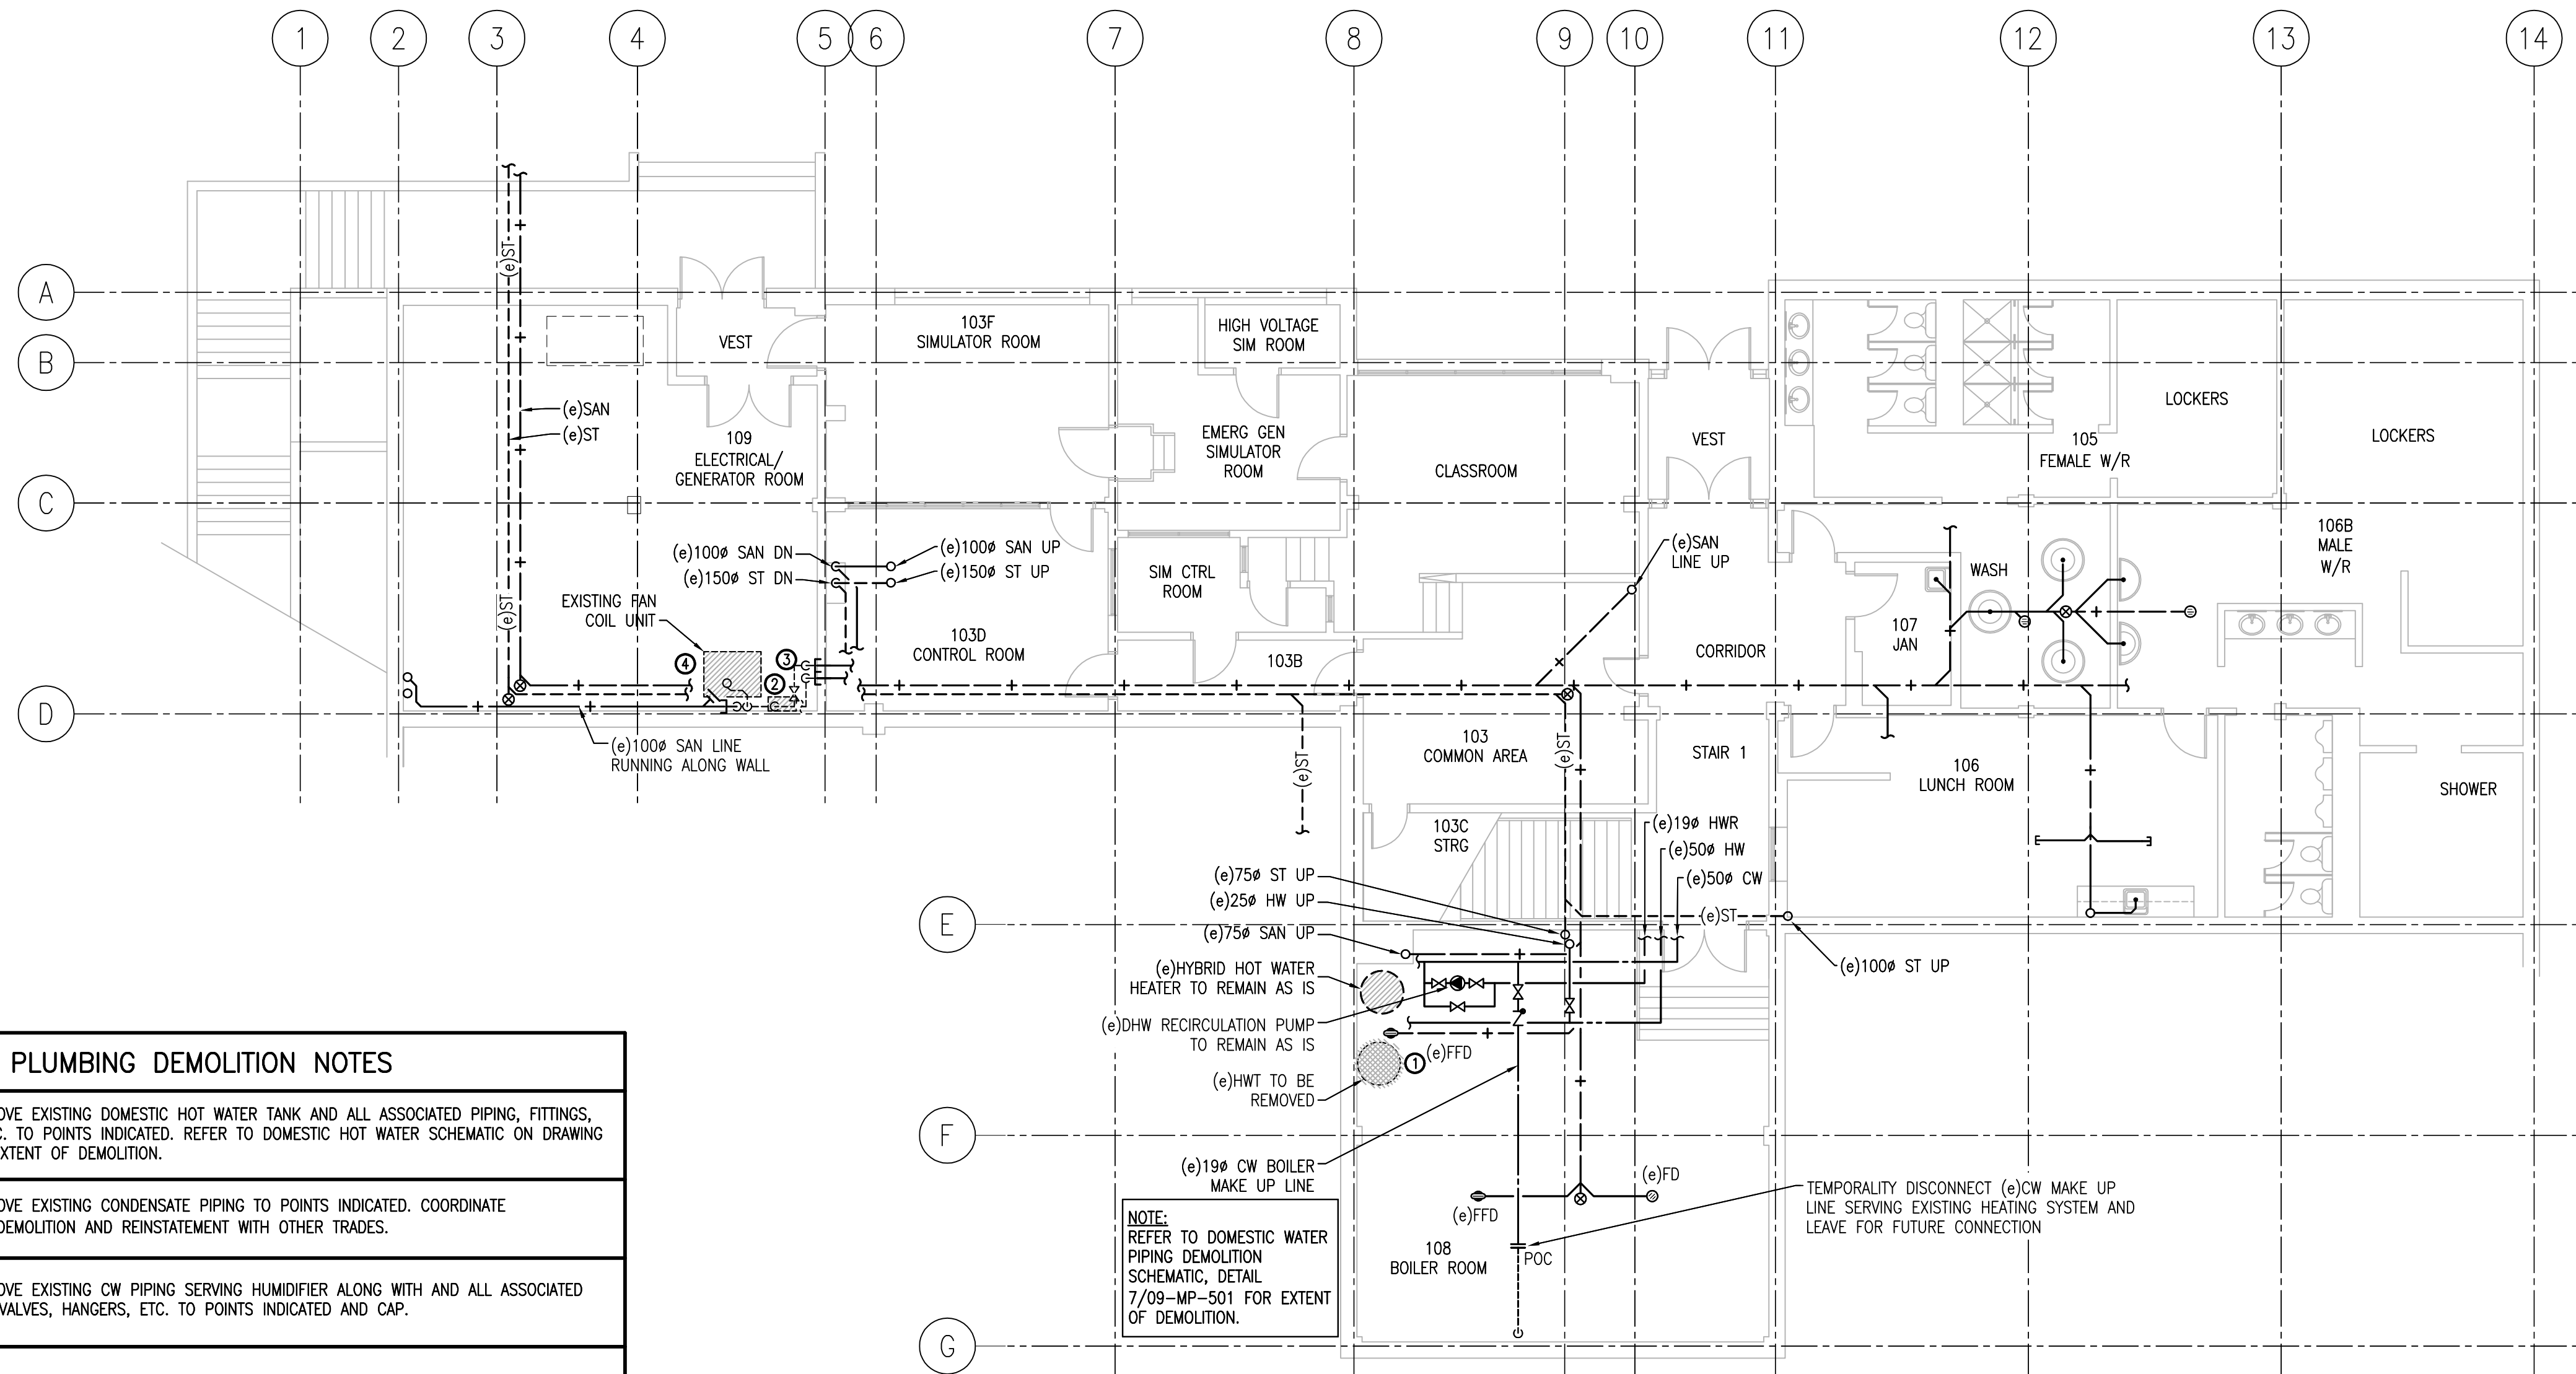 1
2
3
4
5
6
7
8
9
10
11
12
13
14
A
B
C
D
E
F
G
(e)ST
(e)SAN
(e)ST
(e)ST
VEST
109
ELECTRICAL/
GENERATOR ROOM
103F
SIMULATOR ROOM
HIGH VOLTAGE
SIM ROOM
EMERG GEN
SIMULATOR
ROOM
CLASSROOM
VEST
105
FEMALE W/R
LOCKERS
LOCKERS
106B
MALE
W/R
(e)100ø SAN DN
(e)150ø ST DN
(e)100ø SAN UP
(e)150ø ST UP
EXISTING FAN
COIL UNIT
4
3
2
103D
CONTROL ROOM
SIM CTRL
ROOM
103B
(e)SAN
LINE UP
CORRIDOR
107
JAN
WASH
(e)100ø SAN LINE
RUNNING ALONG WALL
(e)ST
103
COMMON AREA
(e)ST
STAIR 1
106
LUNCH ROOM
SHOWER
103C
STRG
(e)19ø HWR
(e)50ø HW
(e)50ø CW
(e)75ø ST UP
(e)25ø HW UP
(e)75ø SAN UP
(e)ST
(e)100ø ST UP
(e)HYBRID HOT WATER
HEATER TO REMAIN AS IS
(e)DHW RECIRCULATION PUMP
TO REMAIN AS IS
(e)FFD
1
(e)HWT TO BE
REMOVED
(e)19ø CW BOILER
MAKE UP LINE
(e)FD
(e)FFD
108
BOILER ROOM
POC
TEMPORALITY DISCONNECT (e)CW MAKE UP
LINE SERVING EXISTING HEATING SYSTEM AND
LEAVE FOR FUTURE CONNECTION
NOTE:
REFER TO DOMESTIC WATER
PIPING DEMOLITION
SCHEMATIC, DETAIL
7/09-MP-501 FOR EXTENT
OF DEMOLITION.
PLUMBING DEMOLITION NOTES
OVE EXISTING DOMESTIC HOT WATER TANK AND ALL ASSOCIATED PIPING, FITTINGS,
C. TO POINTS INDICATED. REFER TO DOMESTIC HOT WATER SCHEMATIC ON DRAWING
XTENT OF DEMOLITION.
OVE EXISTING CONDENSATE PIPING TO POINTS INDICATED. COORDINATE
DEMOLITION AND REINSTATEMENT WITH OTHER TRADES.
OVE EXISTING CW PIPING SERVING HUMIDIFIER ALONG WITH AND ALL ASSOCIATED
VALVES, HANGERS, ETC. TO POINTS INDICATED AND CAP.